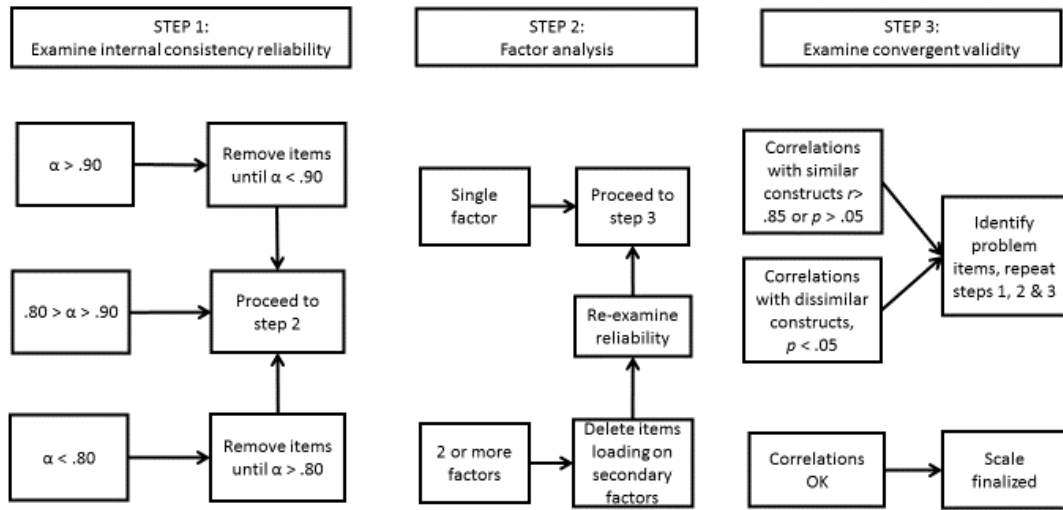 STEP 1:
Examine internal consistency reliability
STEP 2:
Factor analysis
STEP 3:
Examine convergent validity
α > .90
Remove items
until α < .90
.80 > α > .90
Proceed to
step 2
α < .80
Remove items
until α > .80
Single
factor
Proceed to
step 3
Re-examine
reliability
2 or more
factors
Delete items
loading on
secondary
factors
Correlations
with similar
constructs r>
.85 or p > .05
Correlations
with dissimilar
constructs,
p < .05
Identify
problem
items, repeat
steps 1, 2 & 3
Correlations
OK
Scale
finalized